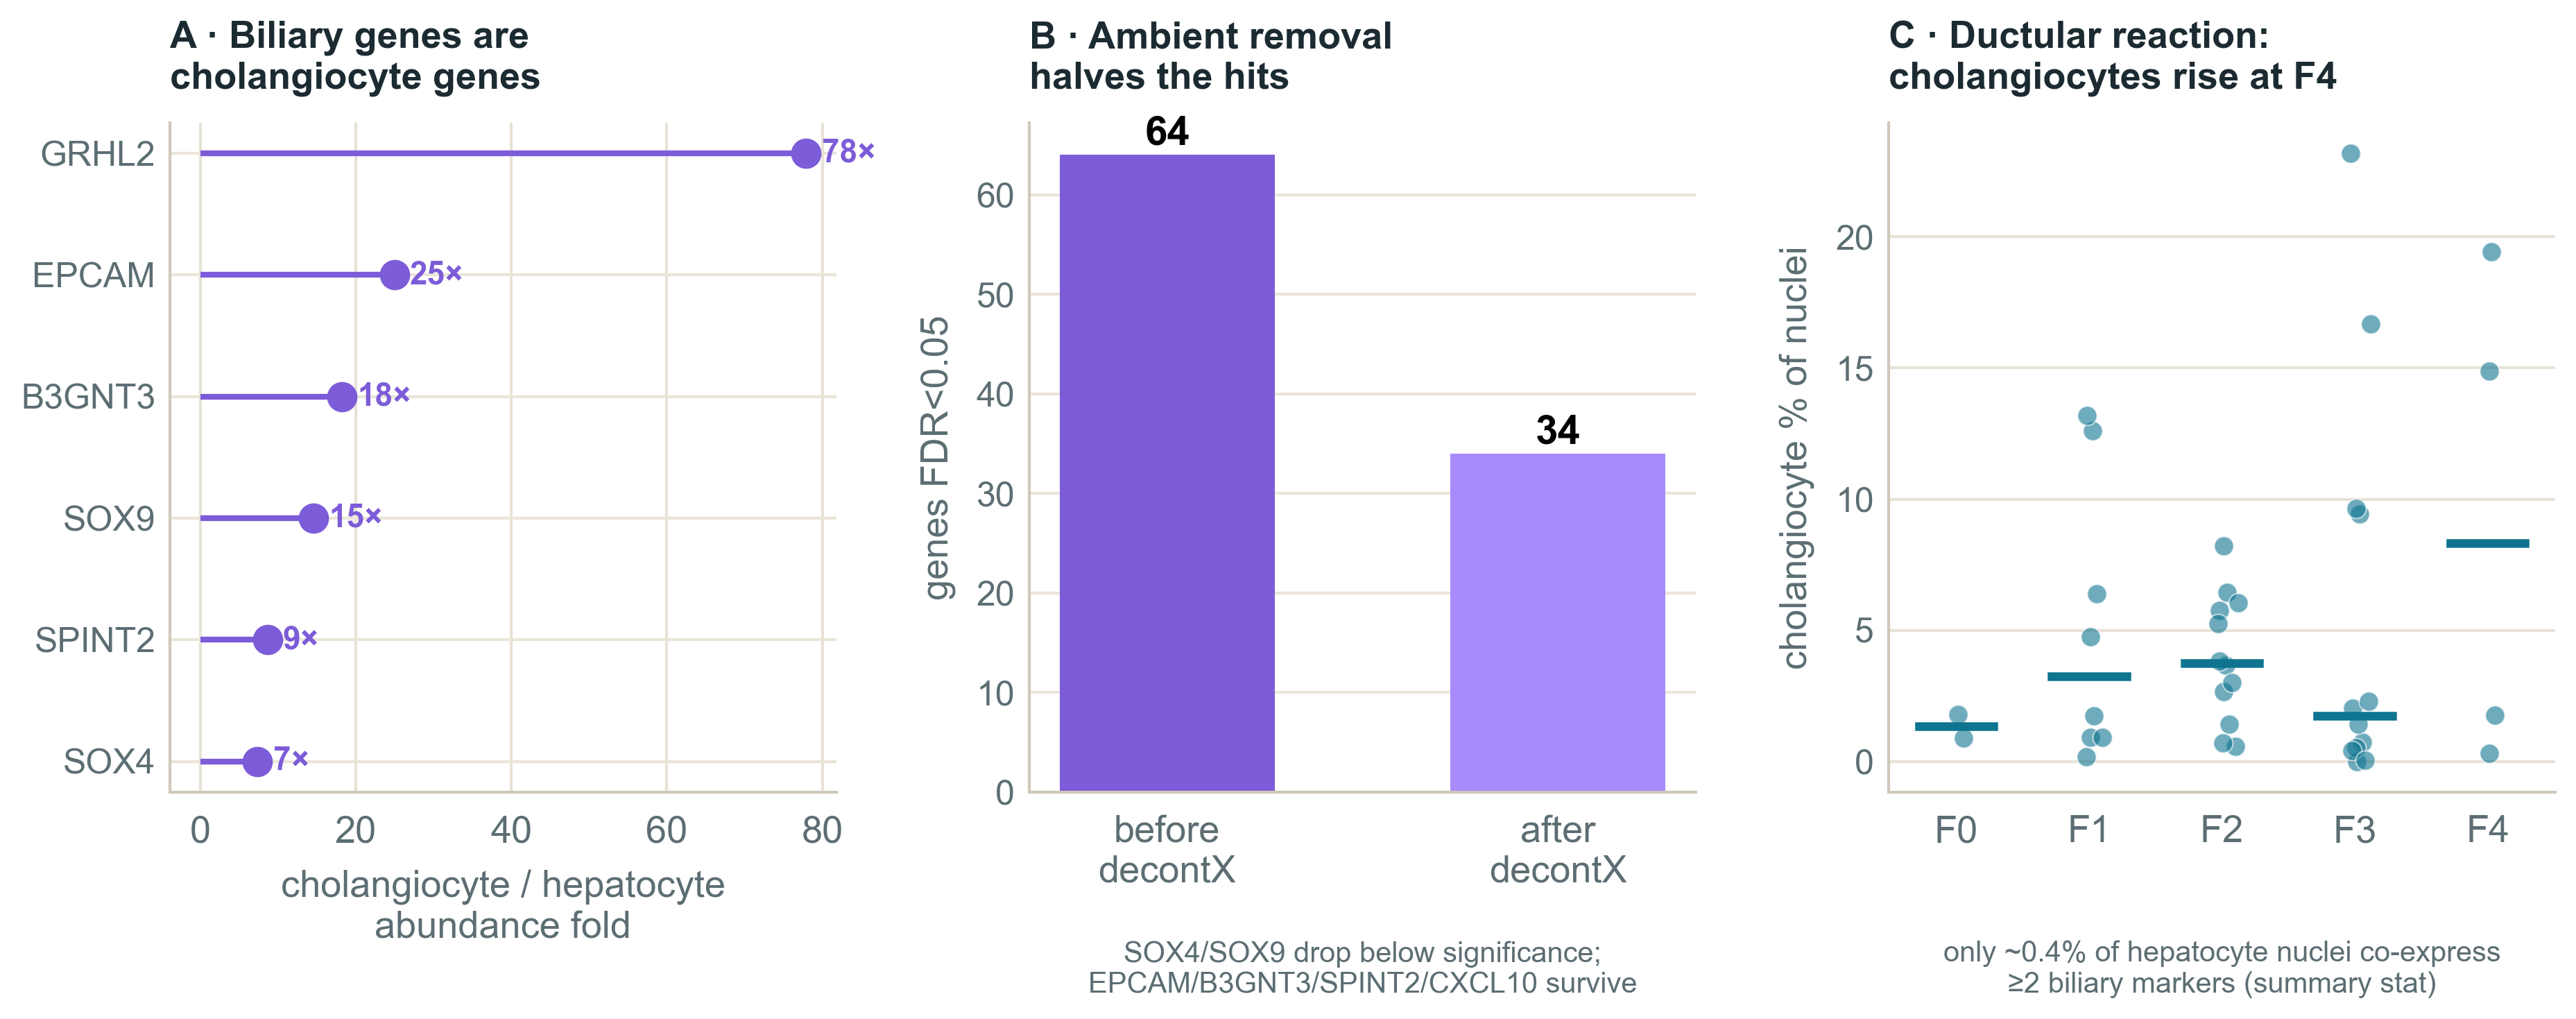 A · Biliary genes are
cholangiocyte genes
GRHL2
EPCAM
B3GNT3
SOX9
SPINT2
SOX4
78×
25×
18×
15×
9×
7×
0 20 40 60 80
cholangiocyte / hepatocyte
abundance fold
B · Ambient removal
halves the hits
genes FDR<0.05
60
50
40
30
20
10
0
64
34
before
decontX
after
decontX
SOX4/SOX9 drop below significance;
EPCAM/B3GNT3/SPINT2/CXCL10 survive
C · Ductular reaction:
cholangiocytes rise at F4
cholangiocyte % of nuclei
20
15
10
5
0
F0 F1 F2 F3 F4
only ~0.4% of hepatocyte nuclei co-express
≥2 biliary markers (summary stat)